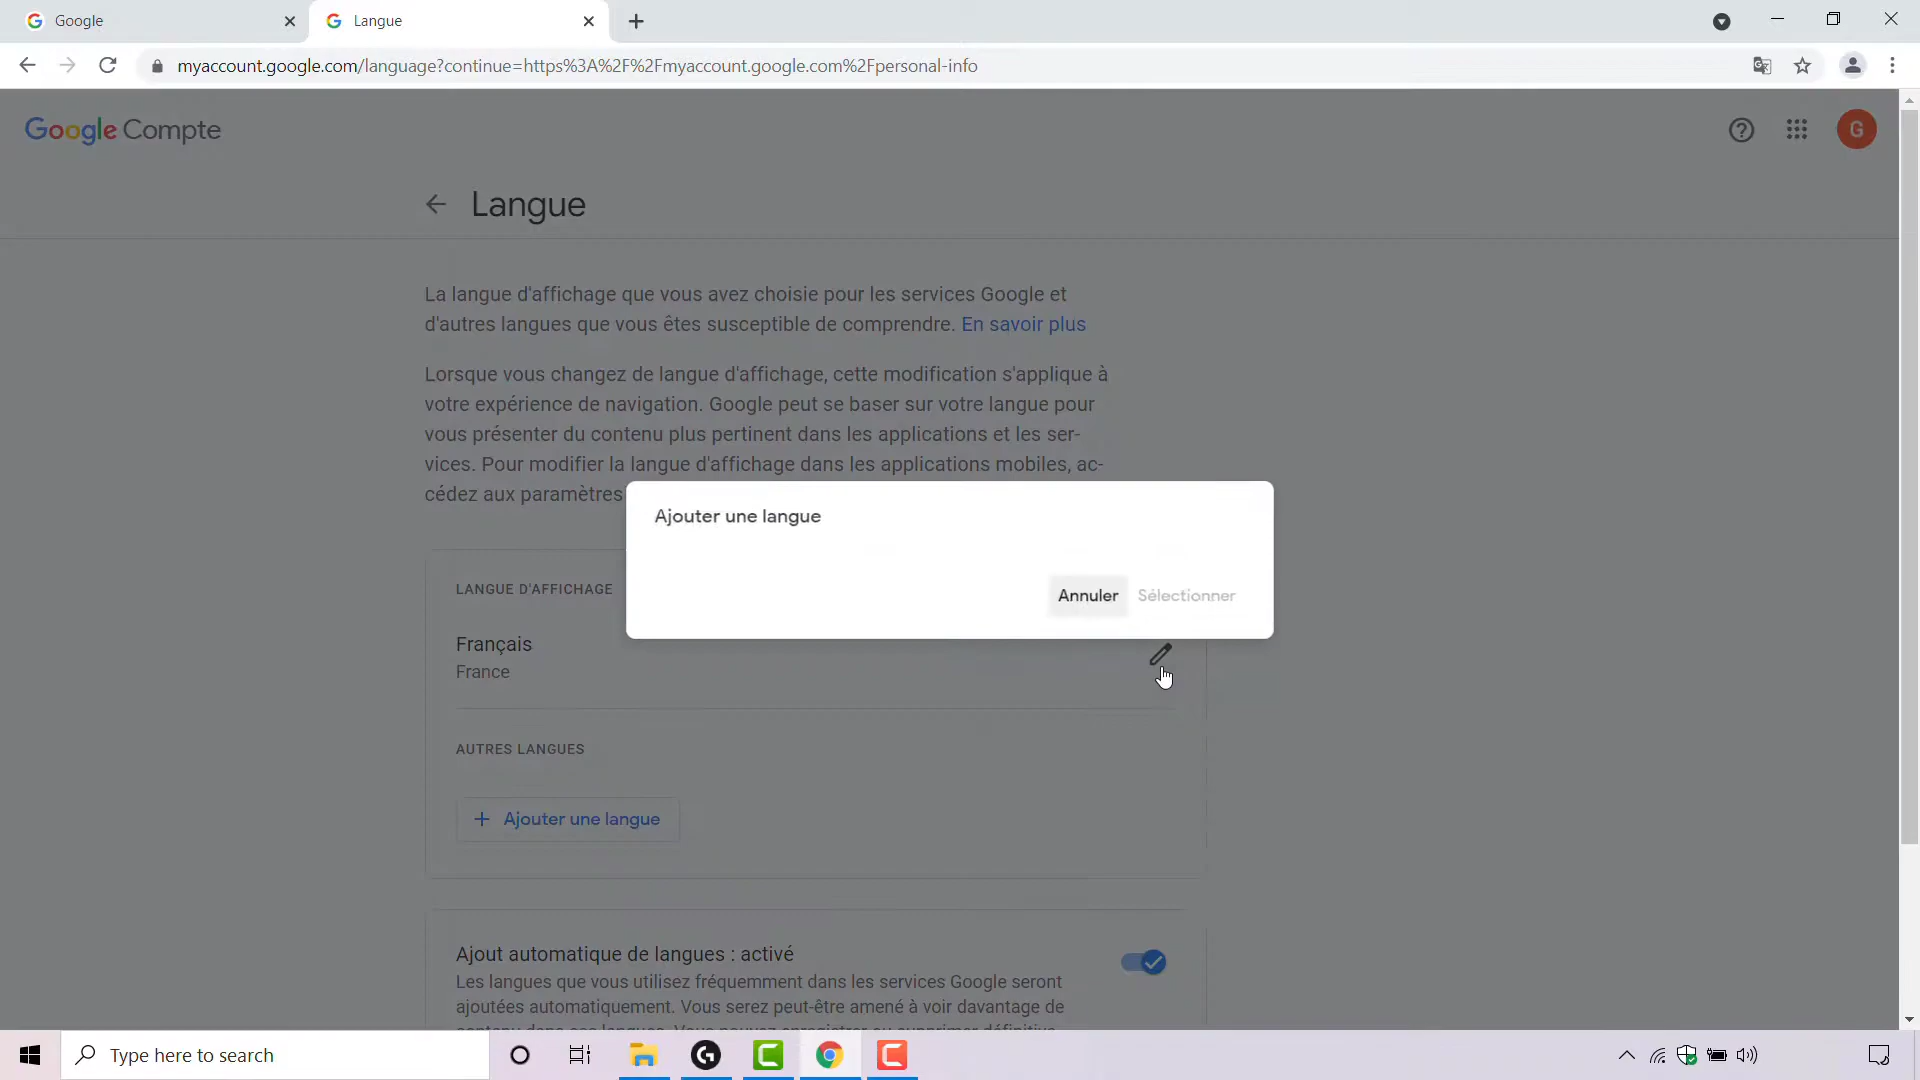 Google
Langue
myaccount.google.com/language?continue=https%3A%2F%2Fmyaccount.google.com%2Fpersonal-info
Google Compte
G
Langue
La langue d'affichage que vous avez choisie pour les services Google et
d'autres langues que vous êtes susceptible de comprendre. En savoir plus
Lorsque vous changez de langue d'affichage, cette modification s'applique à
votre expérience de navigation. Google peut se baser sur votre langue pour
vous présenter du contenu plus pertinent dans les applications et les ser-
vices. Pour modifier la langue d'affichage dans les applications mobiles, ac-
cédez aux paramètres
Ajouter une langue
Annuler Sélectionner
LANGUE D'AFFICHAGE
Français
France
AUTRES LANGUES
+ Ajouter une langue
Ajout automatique de langues : activé
Les langues que vous utilisez fréquemment dans les services Google seront
ajoutées automatiquement. Vous serez peut-être amené à voir davantage de
Type here to search